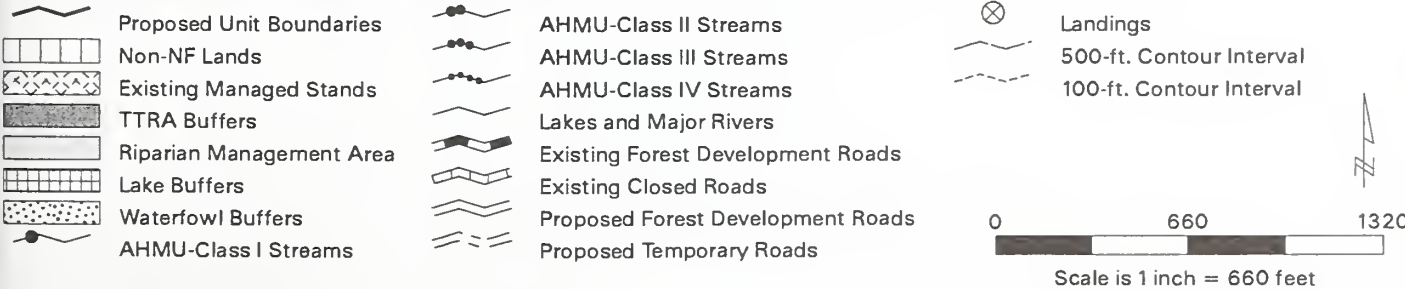 Proposed Unit Boundaries
Non-NF Lands
Existing Managed Stands
TTRA Buffers
Riparian Management Area
Lake Buffers
Waterfowl Buffers
AHMU-Class I Streams
AHMU-Class II Streams
AHMU-Class III Streams
AHMU-Class IV Streams
Lakes and Major Rivers
Existing Forest Development Roads
Existing Closed Roads
Proposed Forest Development Roads
Proposed Temporary Roads
Landings
500-ft. Contour Interval
100-ft. Contour Interval
N
0 660 1320
Scale is 1 inch = 660 feet